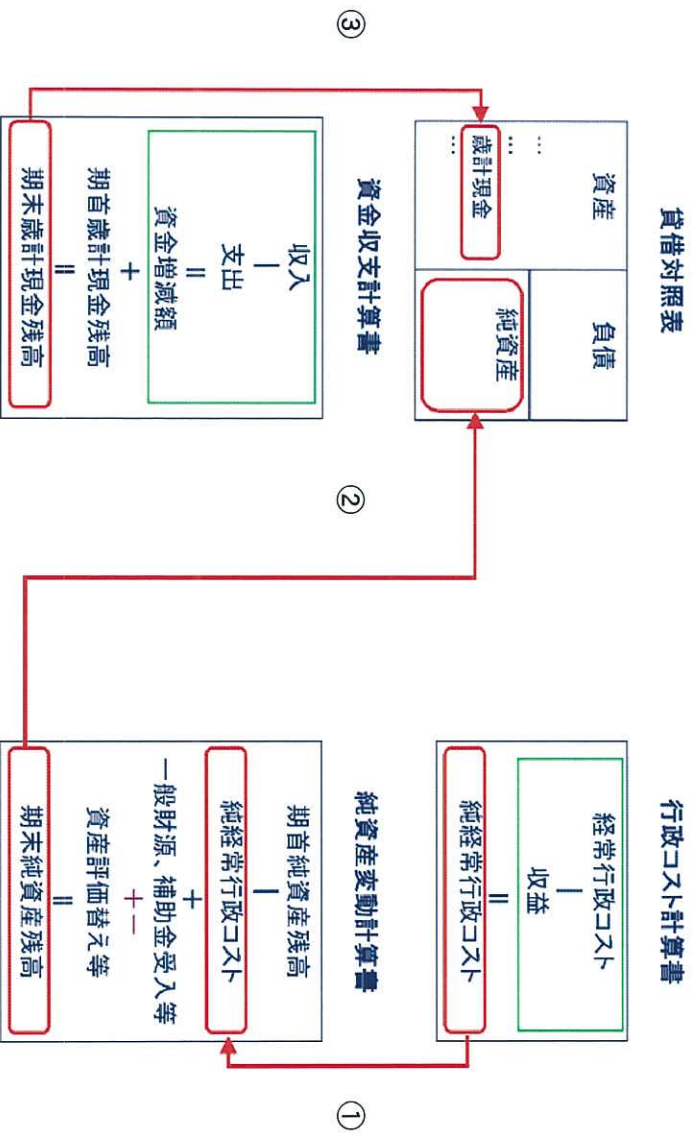 貸借対照表
資産
負債
…
歳計現金
…
…
純資産
行政コスト計算書
経常行政コスト
－
収益
＝
純経常行政コスト
③
②
①
資金収支計算書
収入
－
支出
＝
資金増減額
＋
期首歳計現金残高
＝
期末歳計現金残高
純資産変動計算書
期首純資産残高
－
純経常行政コスト
＋
一般財源、補助金受入等
＋－
資産評価替え等
＝
期末純資産残高